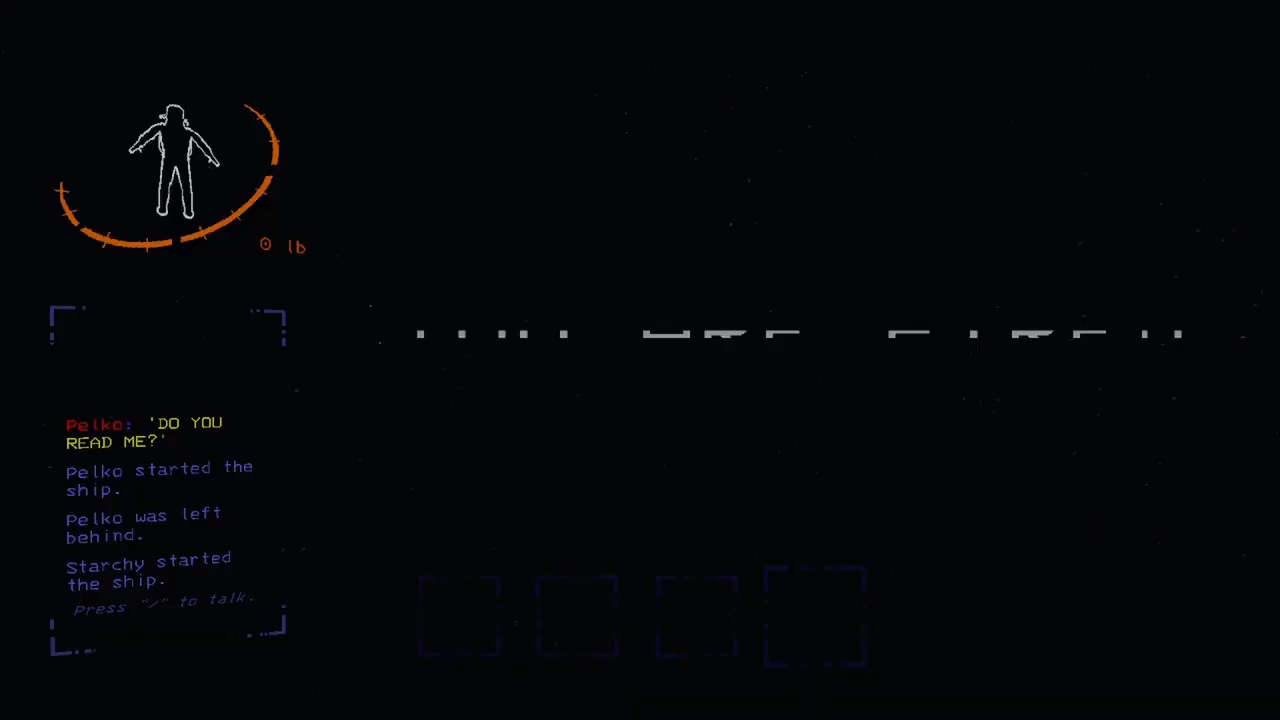 0 lb
Pelko: 'DO YOU
READ ME?'
Pelko started the
ship.
Pelko was left
behind.
Starchy started
the ship.
Press "/" to talk.